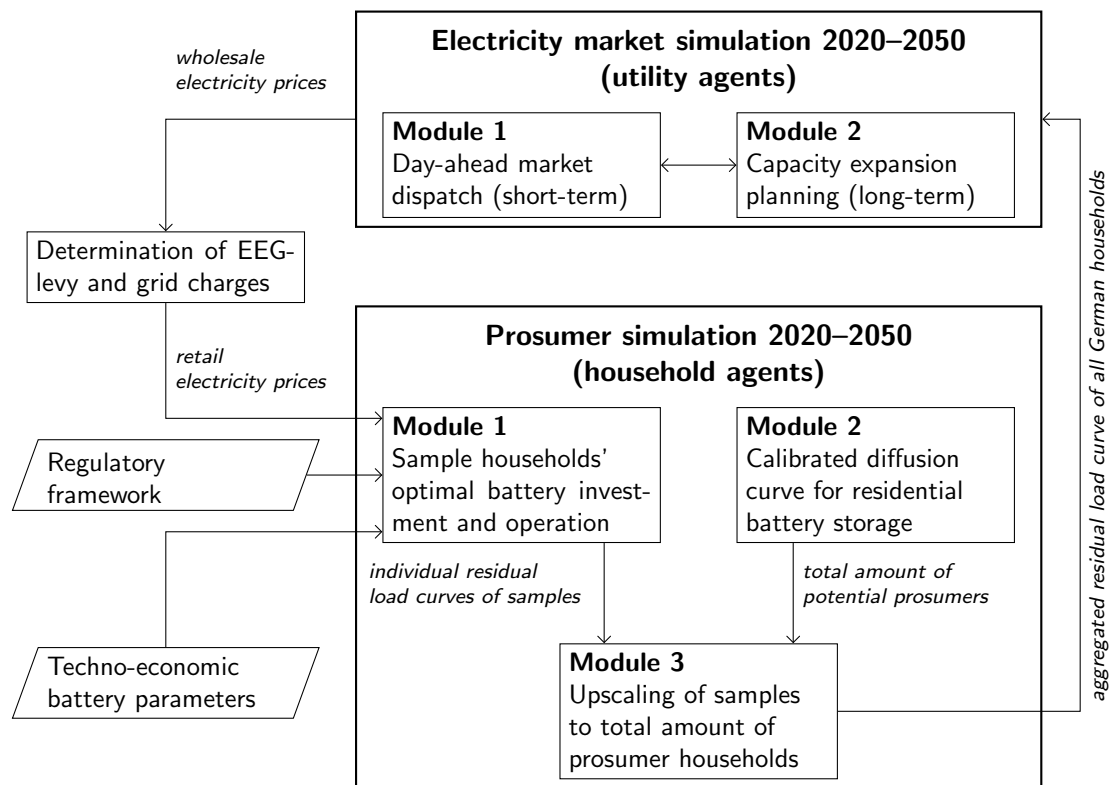 Electricity market simulation 2020–2050
(utility agents)
wholesale
electricity prices
Module 1
Day-ahead market
dispatch (short-term)
Module 2
Capacity expansion
planning (long-term)
Determination of EEG-
levy and grid charges
retail
electricity prices
Prosumer simulation 2020–2050
(household agents)
Module 1
Sample households’
optimal battery invest-
ment and operation
Module 2
Calibrated diffusion
curve for residential
battery storage
Regulatory
framework
individual residual
load curves of samples
total amount of
potential prosumers
Techno-economic
battery parameters
Module 3
Upscaling of samples
to total amount of
prosumer households
aggregated residual load curve of all German households